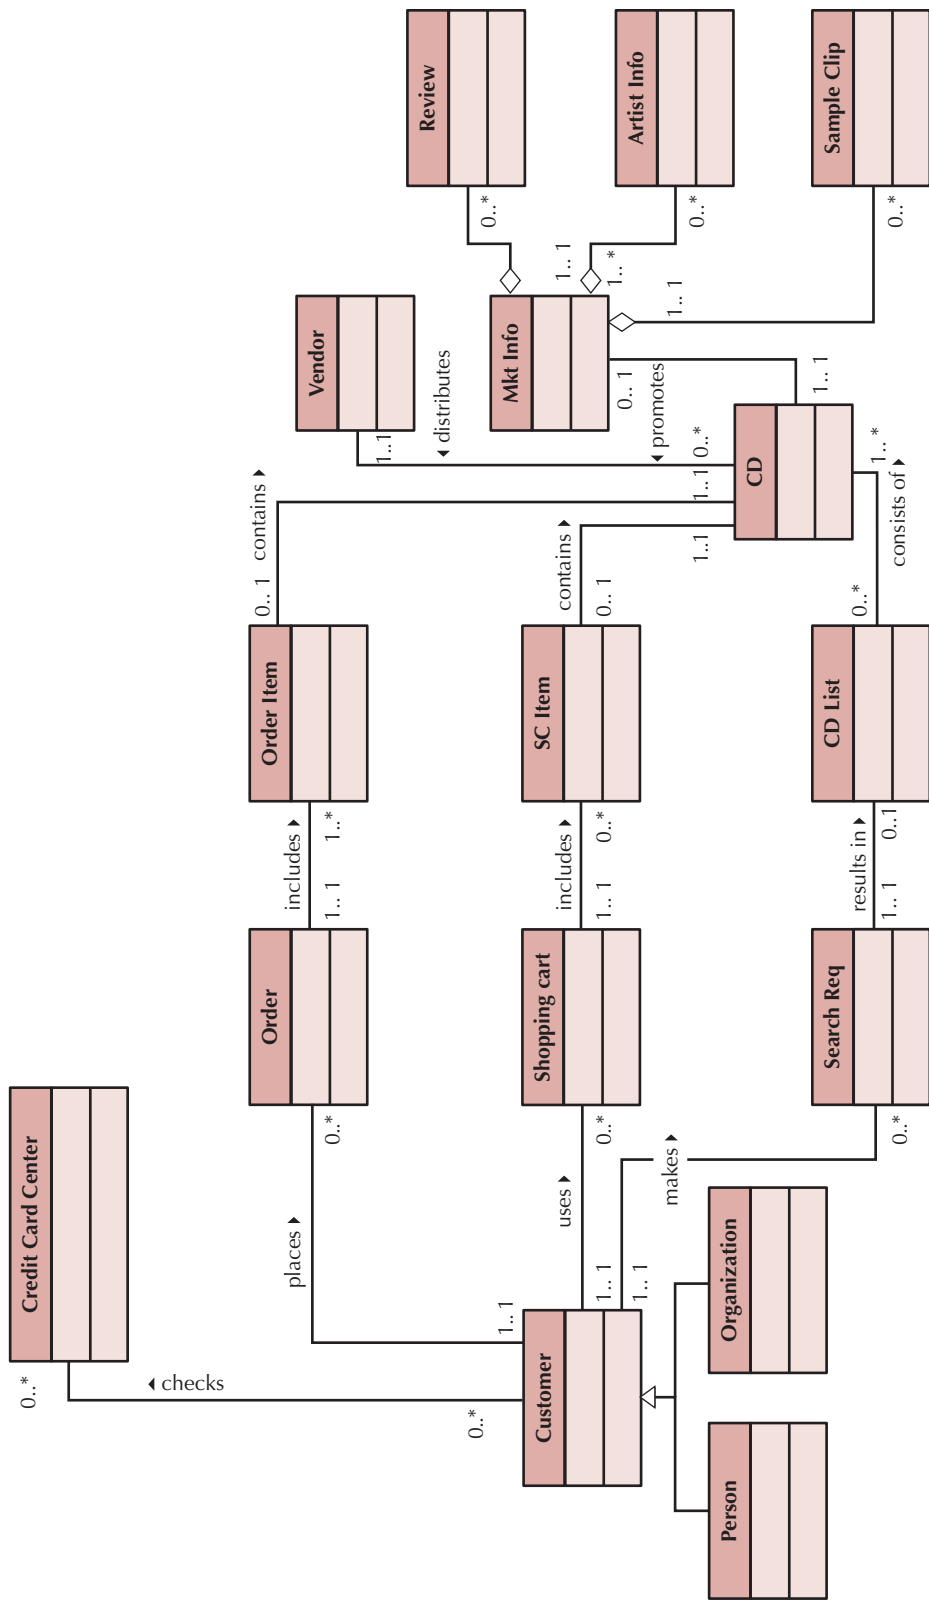 Credit Card Center
0..*
checks
Order
Order Item
0.. 1
contains
places
includes
Vendor
0..*
1.. 1
1..*
1..1
distributes
Review
0..*
0..*
1.. 1
Mkt Info
Customer
Shopping cart
SC Item
uses
includes
contains
1.. 1
1.. 1
0..*
1.. 1
0..*
0.. 1
1..*
0.. 1
Artist Info
1.. 1
makes
promotes
1.. 1
0..*
1..1
1..1
0..*
Person
Organization
CD
1.. 1
Search Req
CD List
Sample Clip
results in
0..*
1..*
0..*
1.. 1
0..1
consists of
0..*